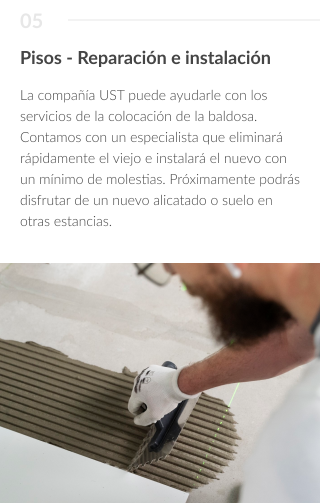 05
Pisos - Reparación e instalación
La compañía UST puede ayudarle con los
servicios de la colocación de la baldosa.
Contamos con un especialista que eliminará
rápidamente el viejo e instalará el nuevo con
un mínimo de molestias. Próximamente podrás
disfrutar de un nuevo alicatado o suelo en
otras estancias.